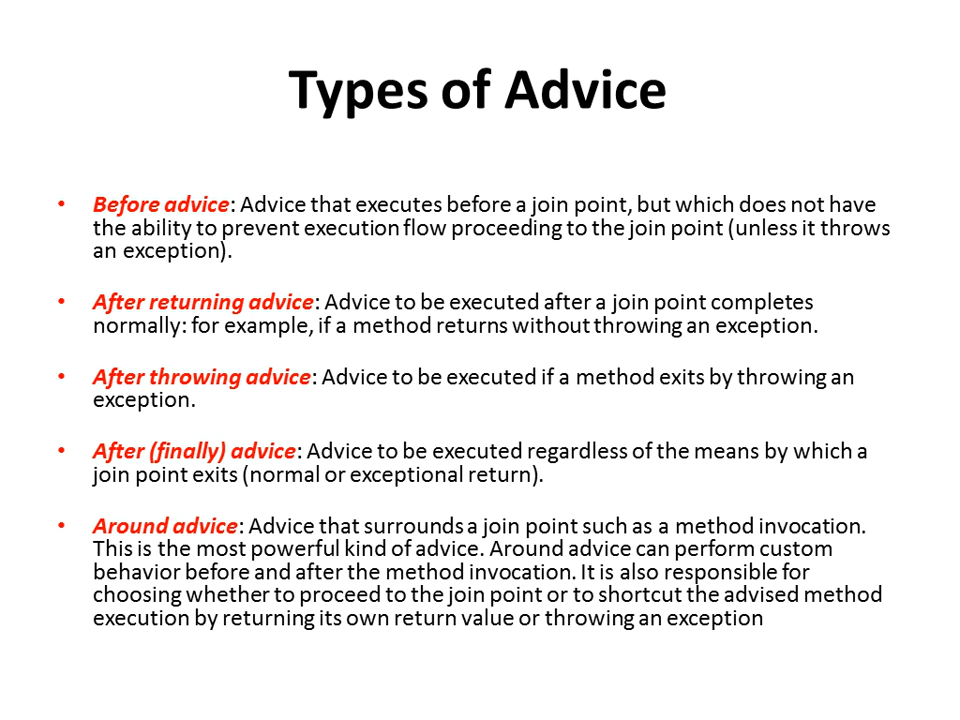 Types of Advice
• Before advice: Advice that executes before a join point, but which does not have
the ability to prevent execution flow proceeding to the join point (unless it throws
an exception).
• After returning advice: Advice to be executed after a join point completes
normally: for example, if a method returns without throwing an exception.
• After throwing advice: Advice to be executed if a method exits by throwing an
exception.
• After (finally) advice: Advice to be executed regardless of the means by which a
join point exits (normal or exceptional return).
• Around advice: Advice that surrounds a join point such as a method invocation.
This is the most powerful kind of advice. Around advice can perform custom
behavior before and after the method invocation. It is also responsible for
choosing whether to proceed to the join point or to shortcut the advised method
execution by returning its own return value or throwing an exception